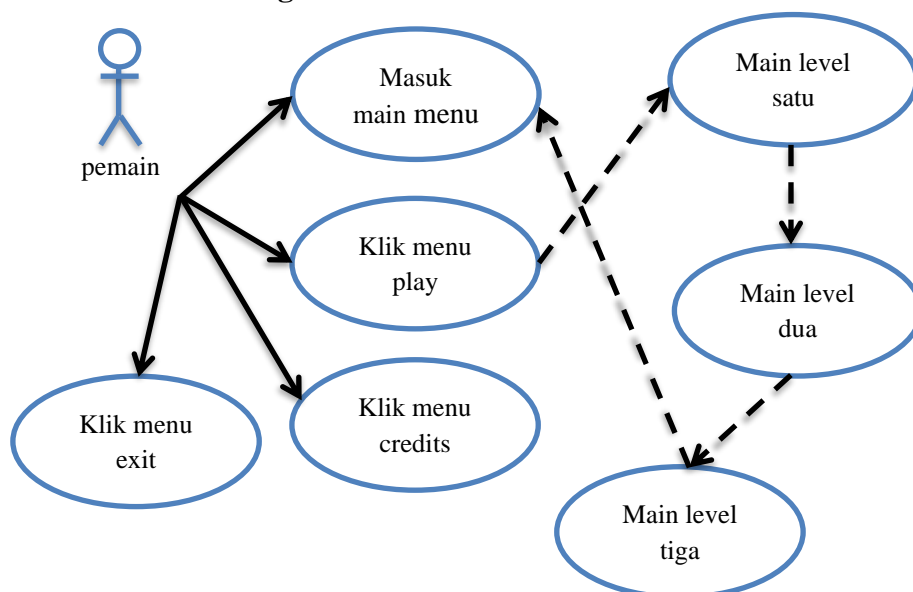 pemain
Masuk
main menu
Klik menu
play
Klik menu
credits
Klik menu
exit
Main level
satu
Main level
dua
Main level
tiga